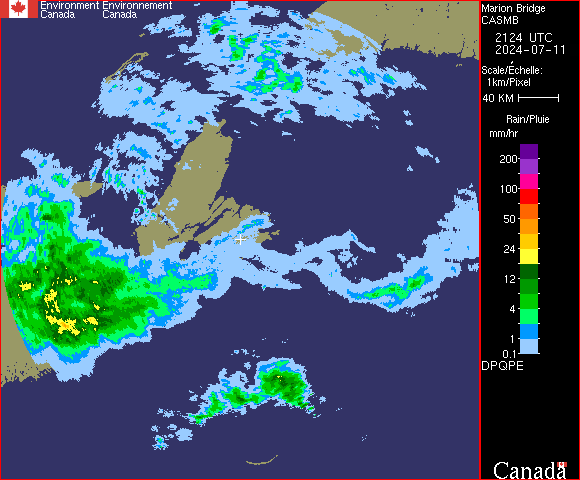 Environment Environnement
Canada Canada
Marion Bridge
CASMB
2124 UTC
2024-07-11
Scale/Échelle:
1km/Pixel
40 KM
Rain/Pluie
mm/hr
200
100
50
24
12
4
1
0.1
DPQPE
Canada